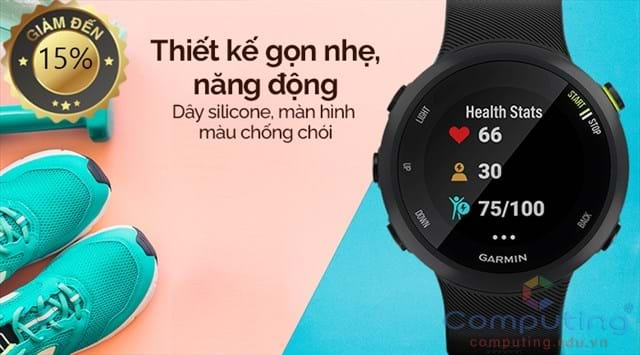 GIẢM ĐẾN
15%
Thiết kế gọn nhẹ,
năng động
Dây silicone, màn hình
màu chống chói
LIGHT
UP
DOWN
START
STOP
BACK
Health Stats
66
30
75/100
GARMIN
Computing
computing.edu.vn